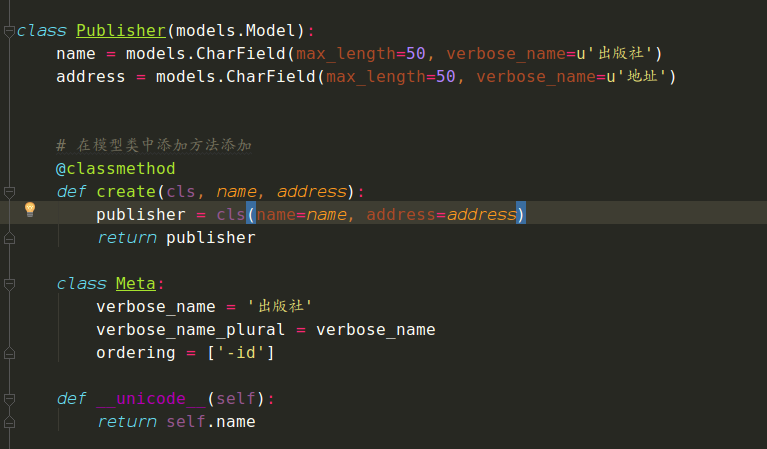 class Publisher(models.Model):
    name = models.CharField(max_length=50, verbose_name=u'出版社')
    address = models.CharField(max_length=50, verbose_name=u'地址')
    # 在模型类中添加方法添加
    @classmethod
    def create(cls, name, address):
        publisher = cls(name=name, address=address)
        return publisher
    class Meta:
        verbose_name = '出版社'
        verbose_name_plural = verbose_name
        ordering = ['-id']
    def __unicode__(self):
        return self.name